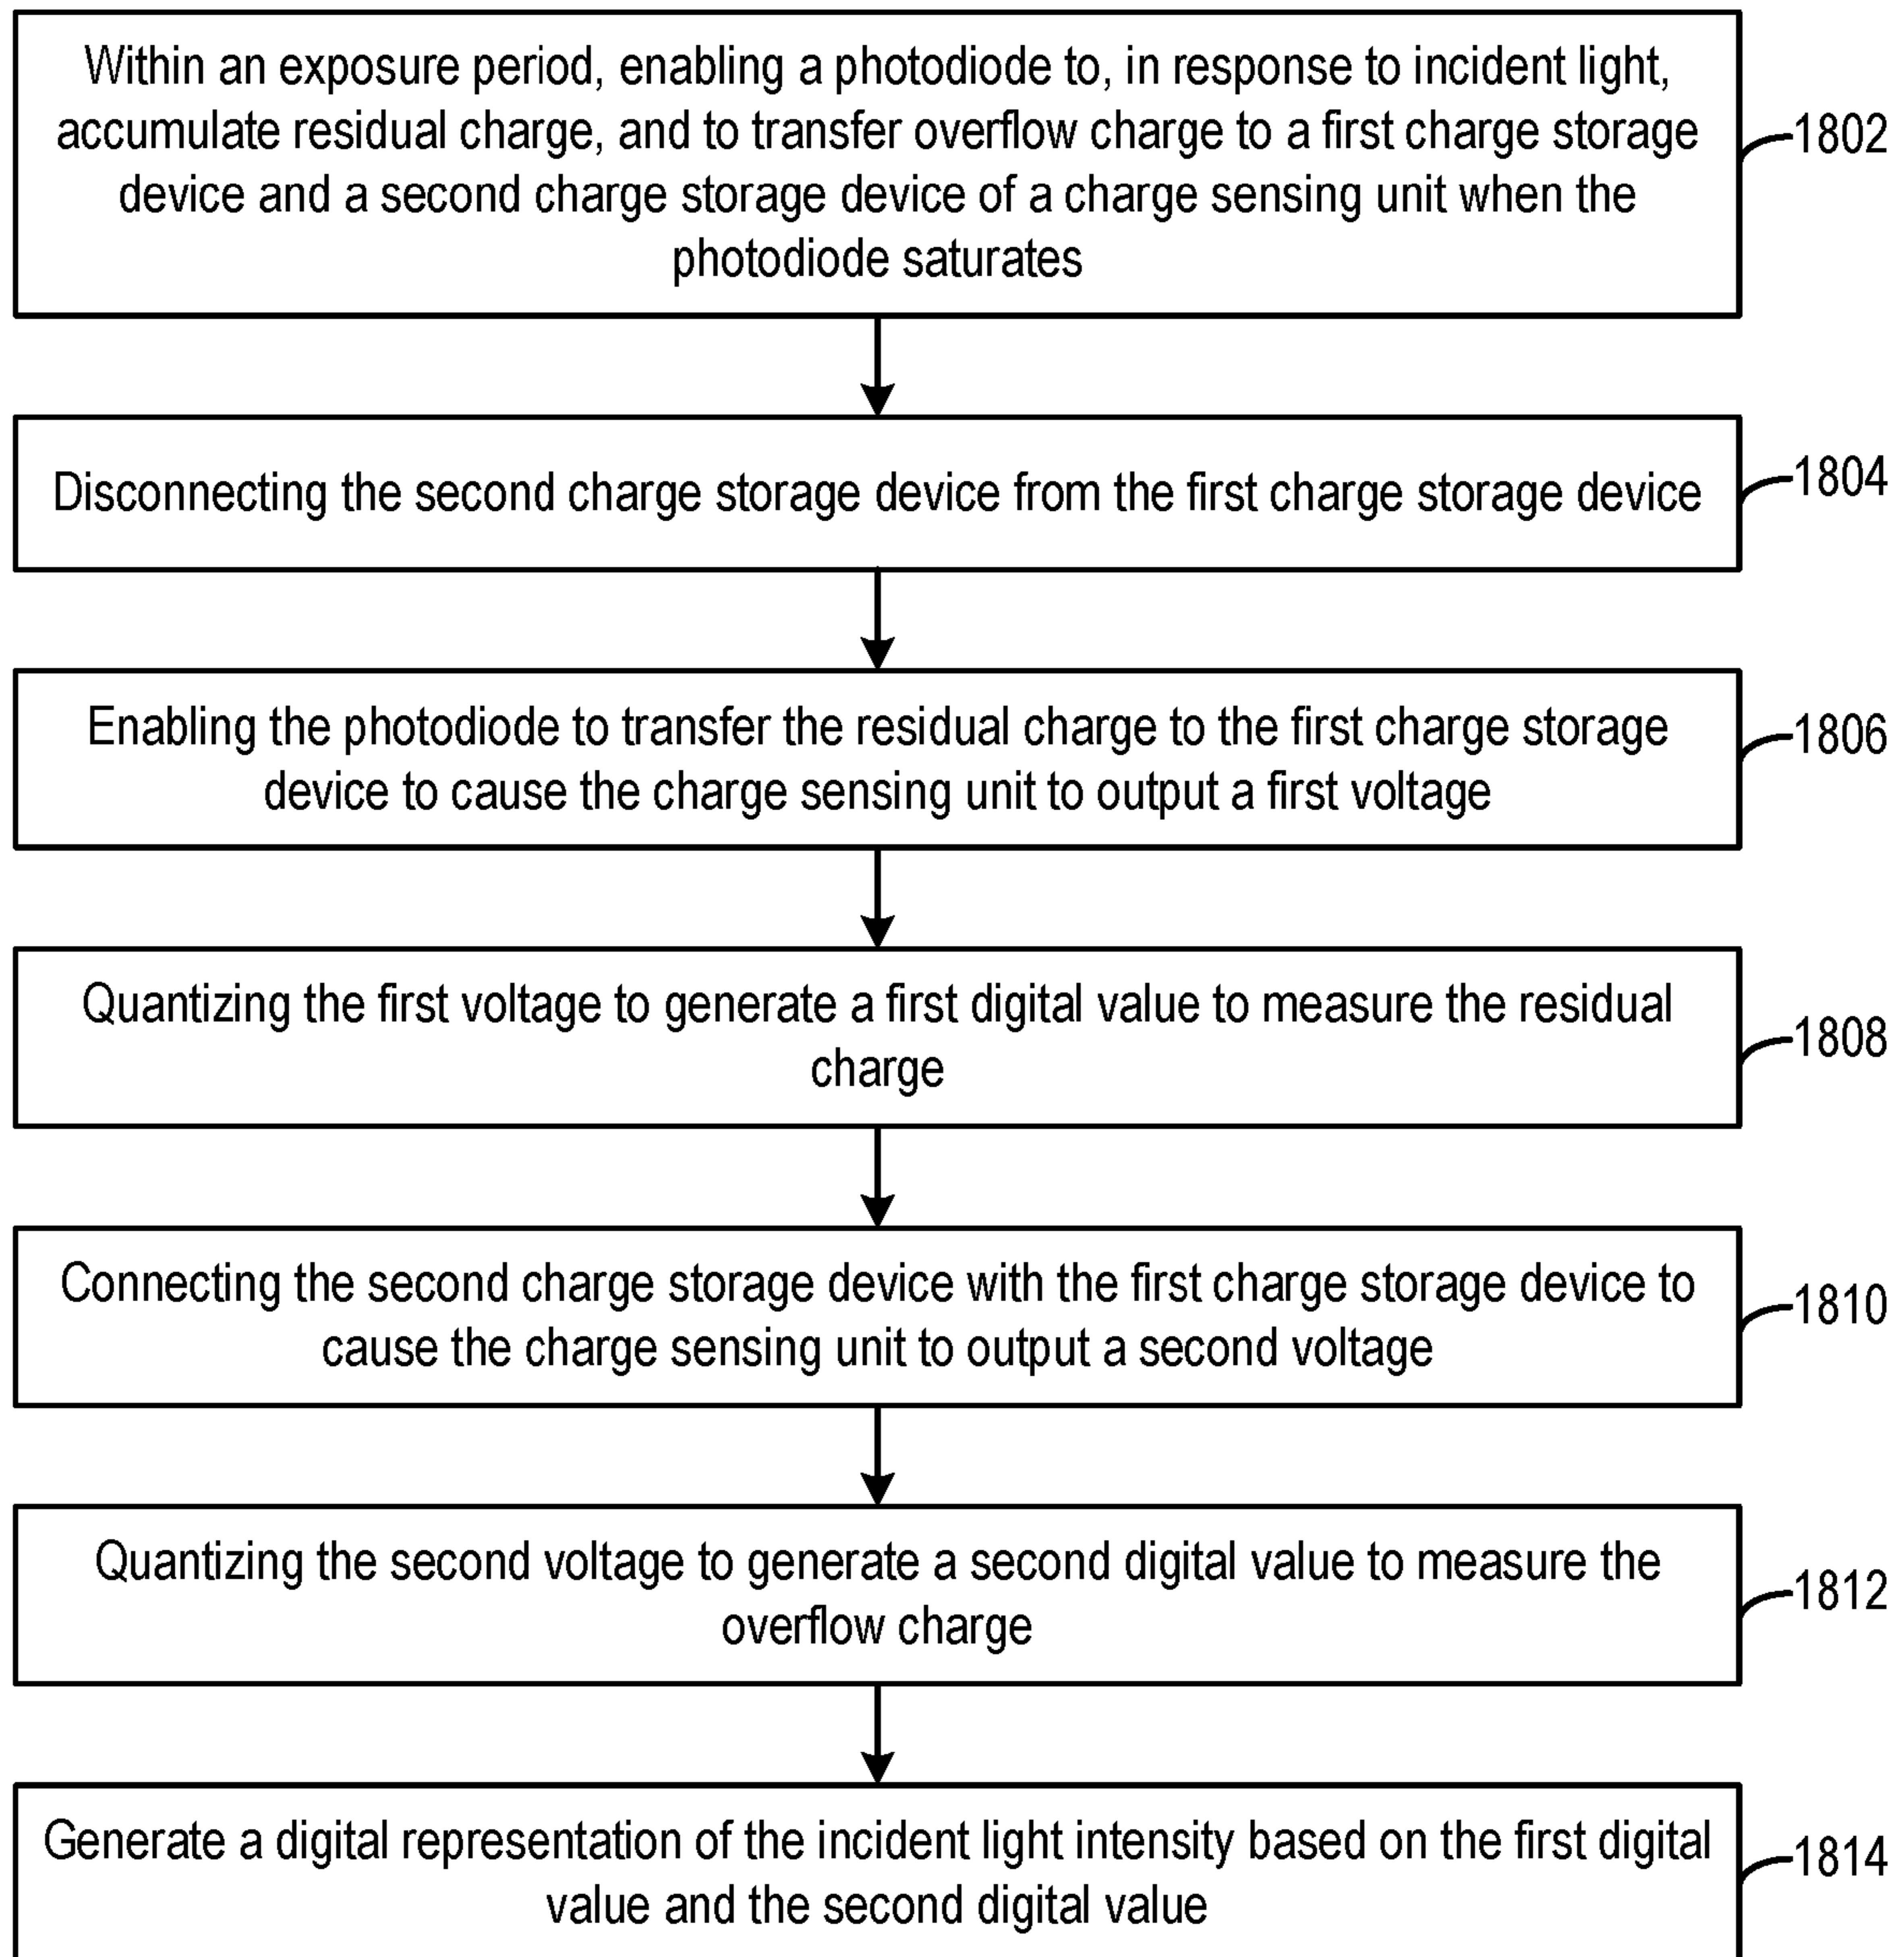 Within an exposure period, enabling a photodiode to, in response to incident light,
accumulate residual charge, and to transfer overflow charge to a first charge storage
device and a second charge storage device of a charge sensing unit when the
photodiode saturates
1802
Disconnecting the second charge storage device from the first charge storage device
1804
Enabling the photodiode to transfer the residual charge to the first charge storage
device to cause the charge sensing unit to output a first voltage
1806
Quantizing the first voltage to generate a first digital value to measure the residual
charge
1808
Connecting the second charge storage device with the first charge storage device to
cause the charge sensing unit to output a second voltage
1810
Quantizing the second voltage to generate a second digital value to measure the
overflow charge
1812
Generate a digital representation of the incident light intensity based on the first digital
value and the second digital value
1814